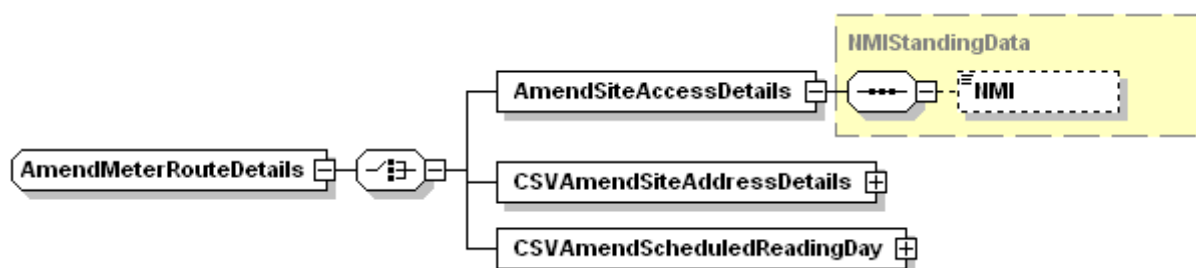 NMIStandingData
AmendSiteAccessDetails
NMI
AmendMeterRouteDetails
CSVAmendSiteAddressDetails
CSVAmendScheduledReadingDay